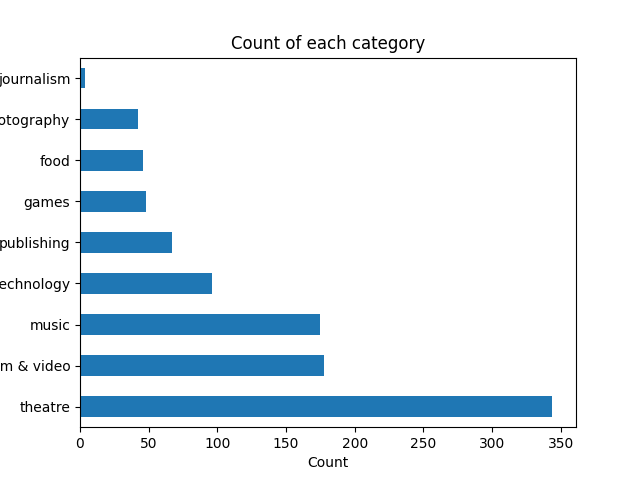 Count of each category
journalism
otography
food
games
publishing
echnology
music
m & video
theatre
0 50 100 150 200 250 300 350
Count